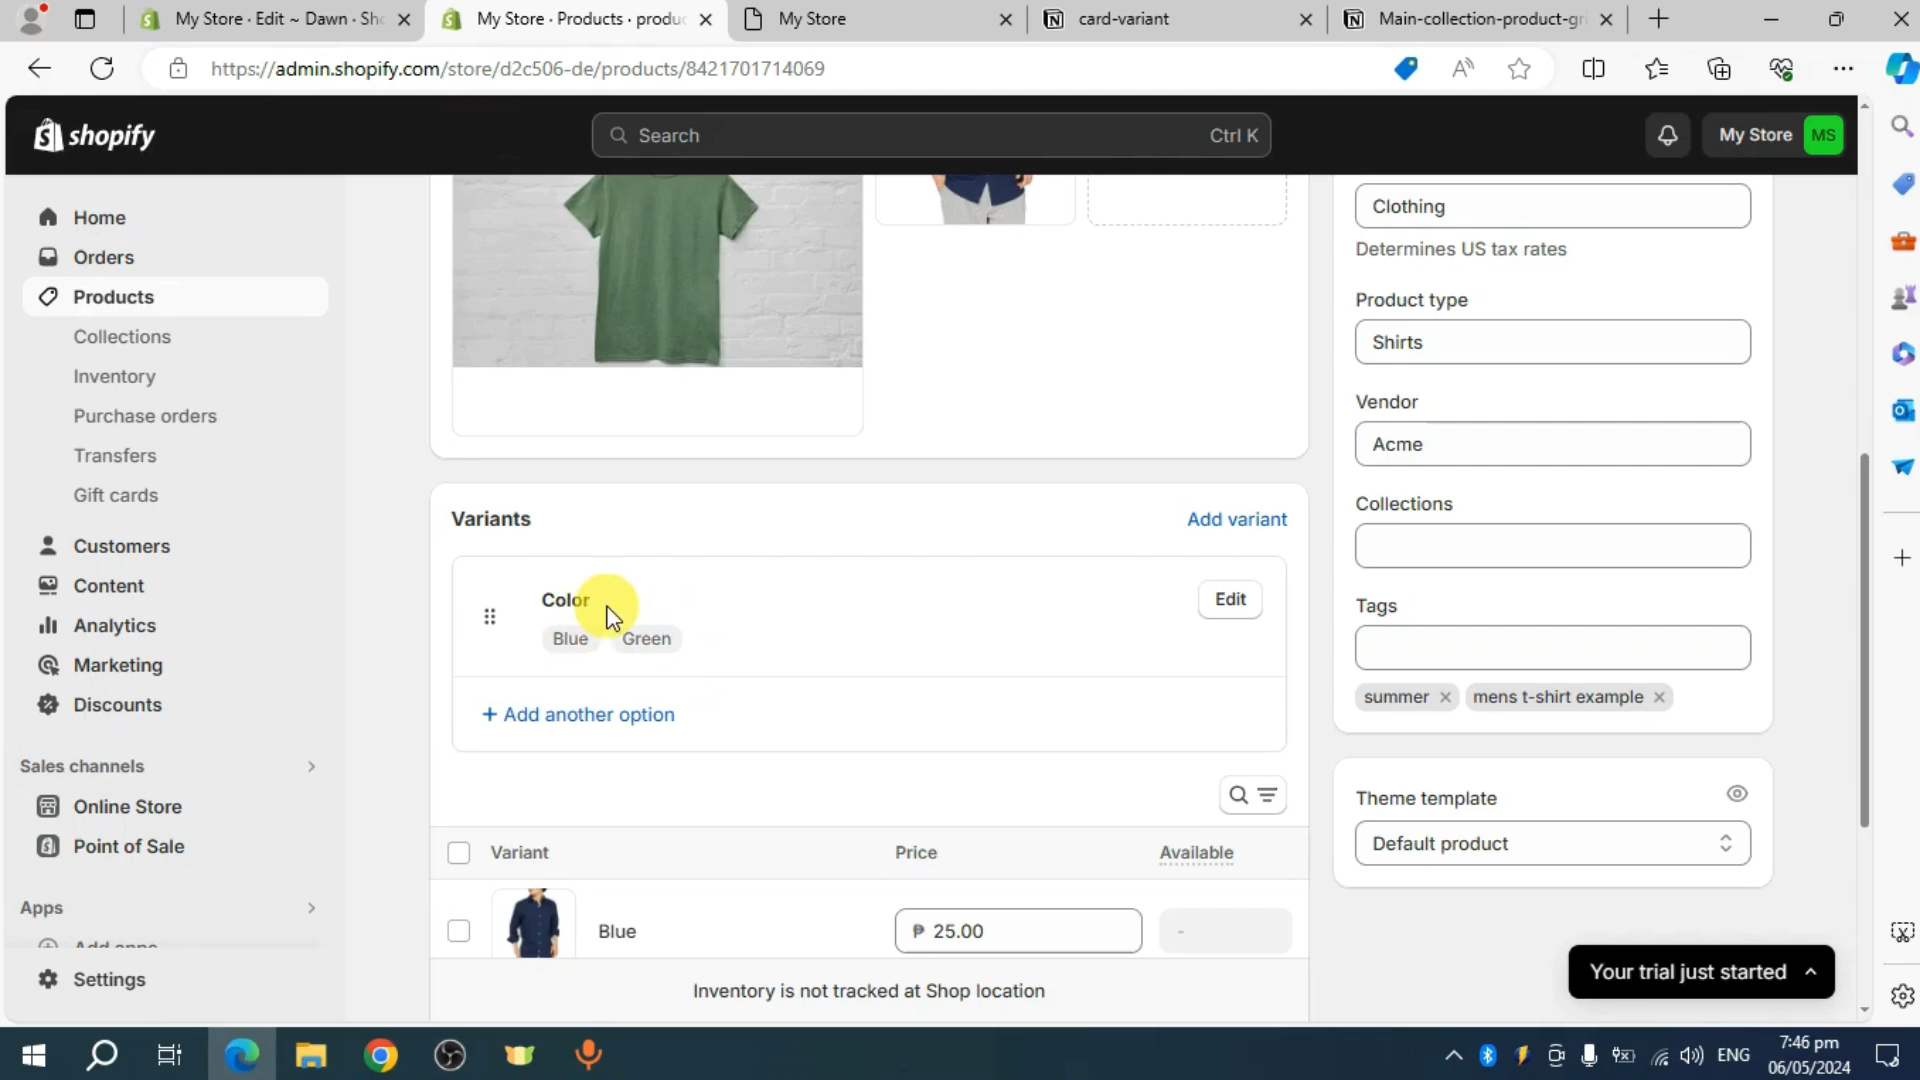 My Store · Edit ~ Dawn · Sh
My Store · Products · produc
My Store
card-variant
Main-collection-product-gri
https://admin.shopify.com/store/d2c506-de/products/8421701714069
shopify
Search
Ctrl K
My Store
MS
Home
Orders
Products
Collections
Inventory
Purchase orders
Transfers
Gift cards
Customers
Content
Analytics
Marketing
Discounts
Sales channels
Online Store
Point of Sale
Apps
Add apps
Settings
Variants
Add variant
Color
Edit
Blue
Green
+ Add another option
Variant
Price
Available
Blue
₱ 25.00
-
Inventory is not tracked at Shop location
Clothing
Determines US tax rates
Product type
Shirts
Vendor
Acme
Collections
Tags
summer
mens t-shirt example
Theme template
Default product
Your trial just started
ENG
7:46 pm
06/05/2024